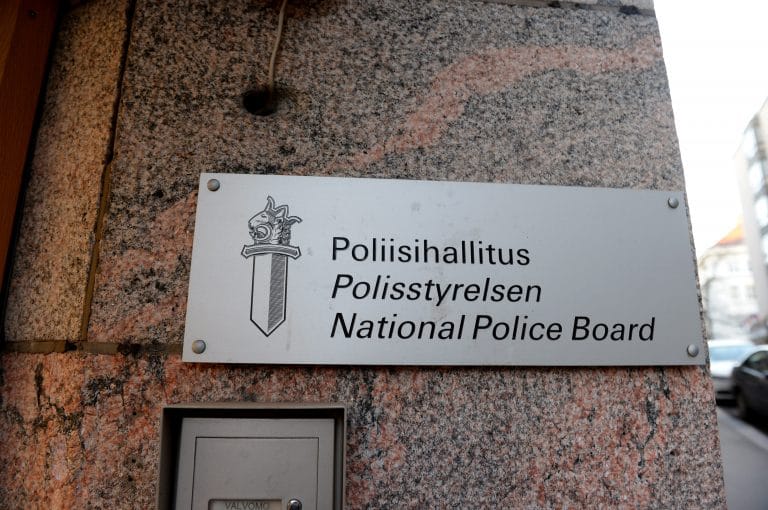 Poliisihallitus
Polisstyrelsen
National Police Board
VALVOMO